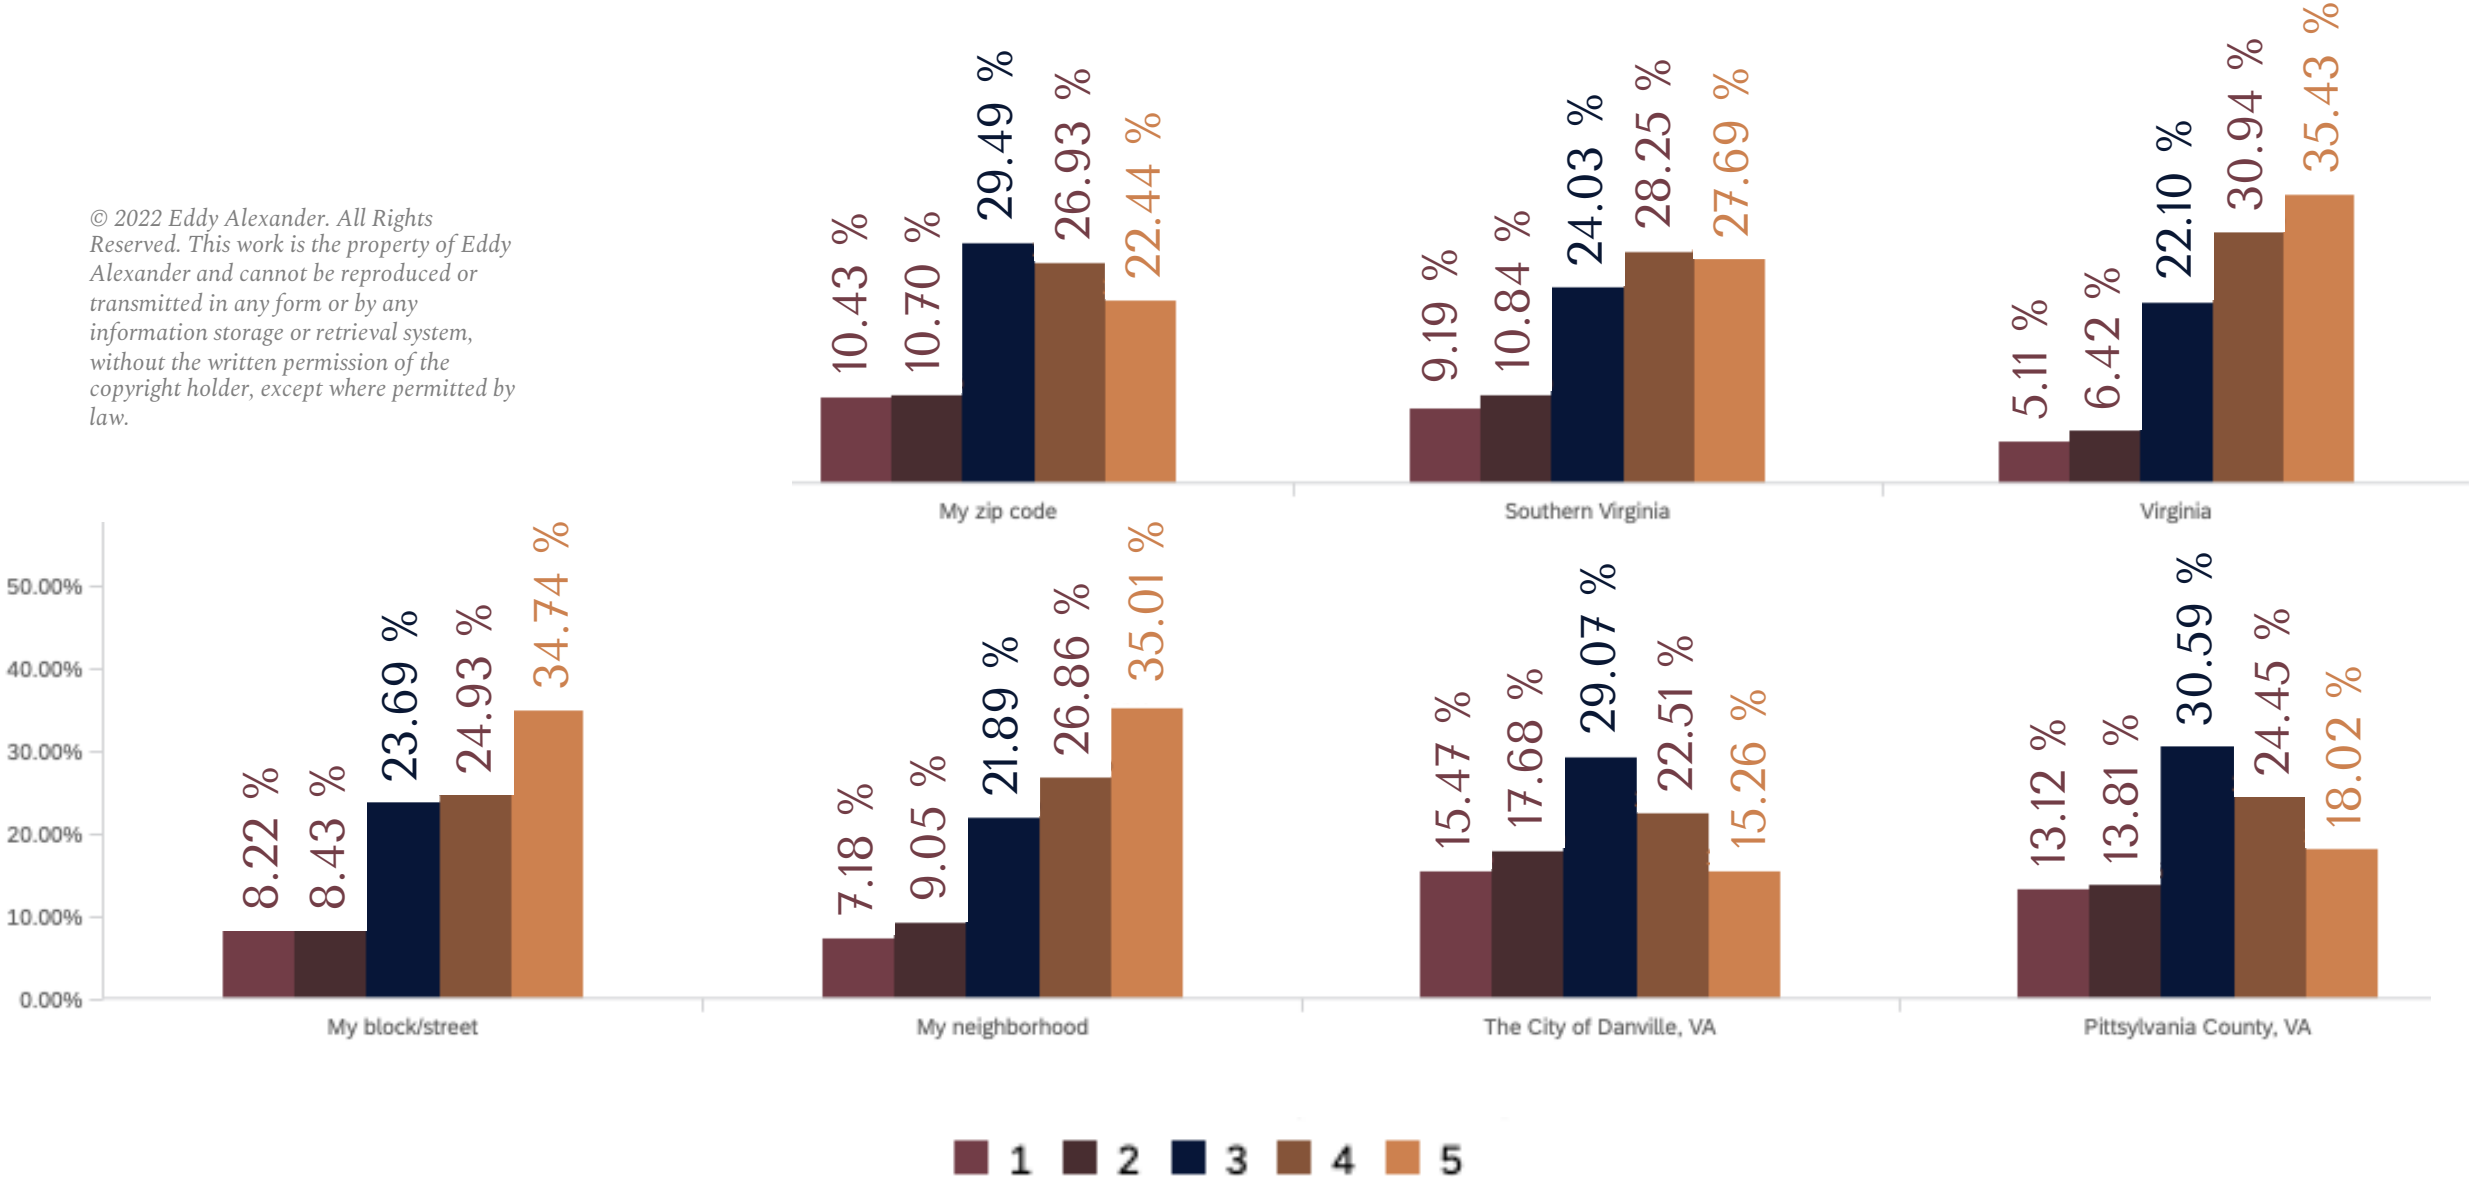 © 2022 Eddy Alexander. All Rights
Reserved. This work is the property of Eddy
Alexander and cannot be reproduced or
transmitted in any form or by any
information storage or retrieval system,
without the written permission of the
copyright holder, except where permitted by
law.
10.43 %
10.70 %
29.49 %
26.93 %
22.44 %
My zip code
9.19 %
10.84 %
24.03 %
28.25 %
27.69 %
Southern Virginia
5.11 %
6.42 %
22.10 %
30.94 %
35.43 %
Virginia
50.00%
40.00%
30.00%
20.00%
10.00%
0.00%
8.22 %
8.43 %
23.69 %
24.93 %
34.74 %
My block/street
7.18 %
9.05 %
21.89 %
26.86 %
35.01 %
My neighborhood
15.47 %
17.68 %
29.07 %
22.51 %
15.26 %
The City of Danville, VA
13.12 %
13.81 %
30.59 %
24.45 %
18.02 %
Pittsylvania County, VA
1 2 3 4 5